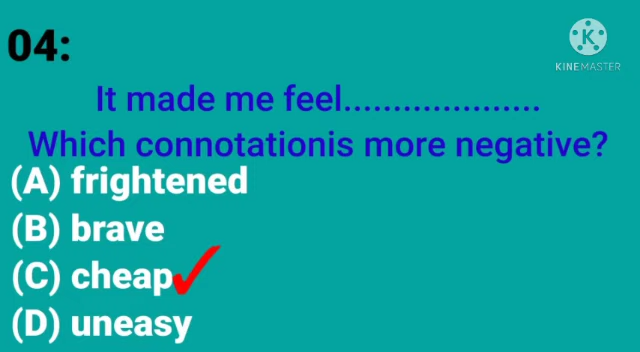 04:
K
KINEMASTER
It made me feel....................
Which connotationis more negative?
(A) frightened
(B) brave
(C) cheap
(D) uneasy